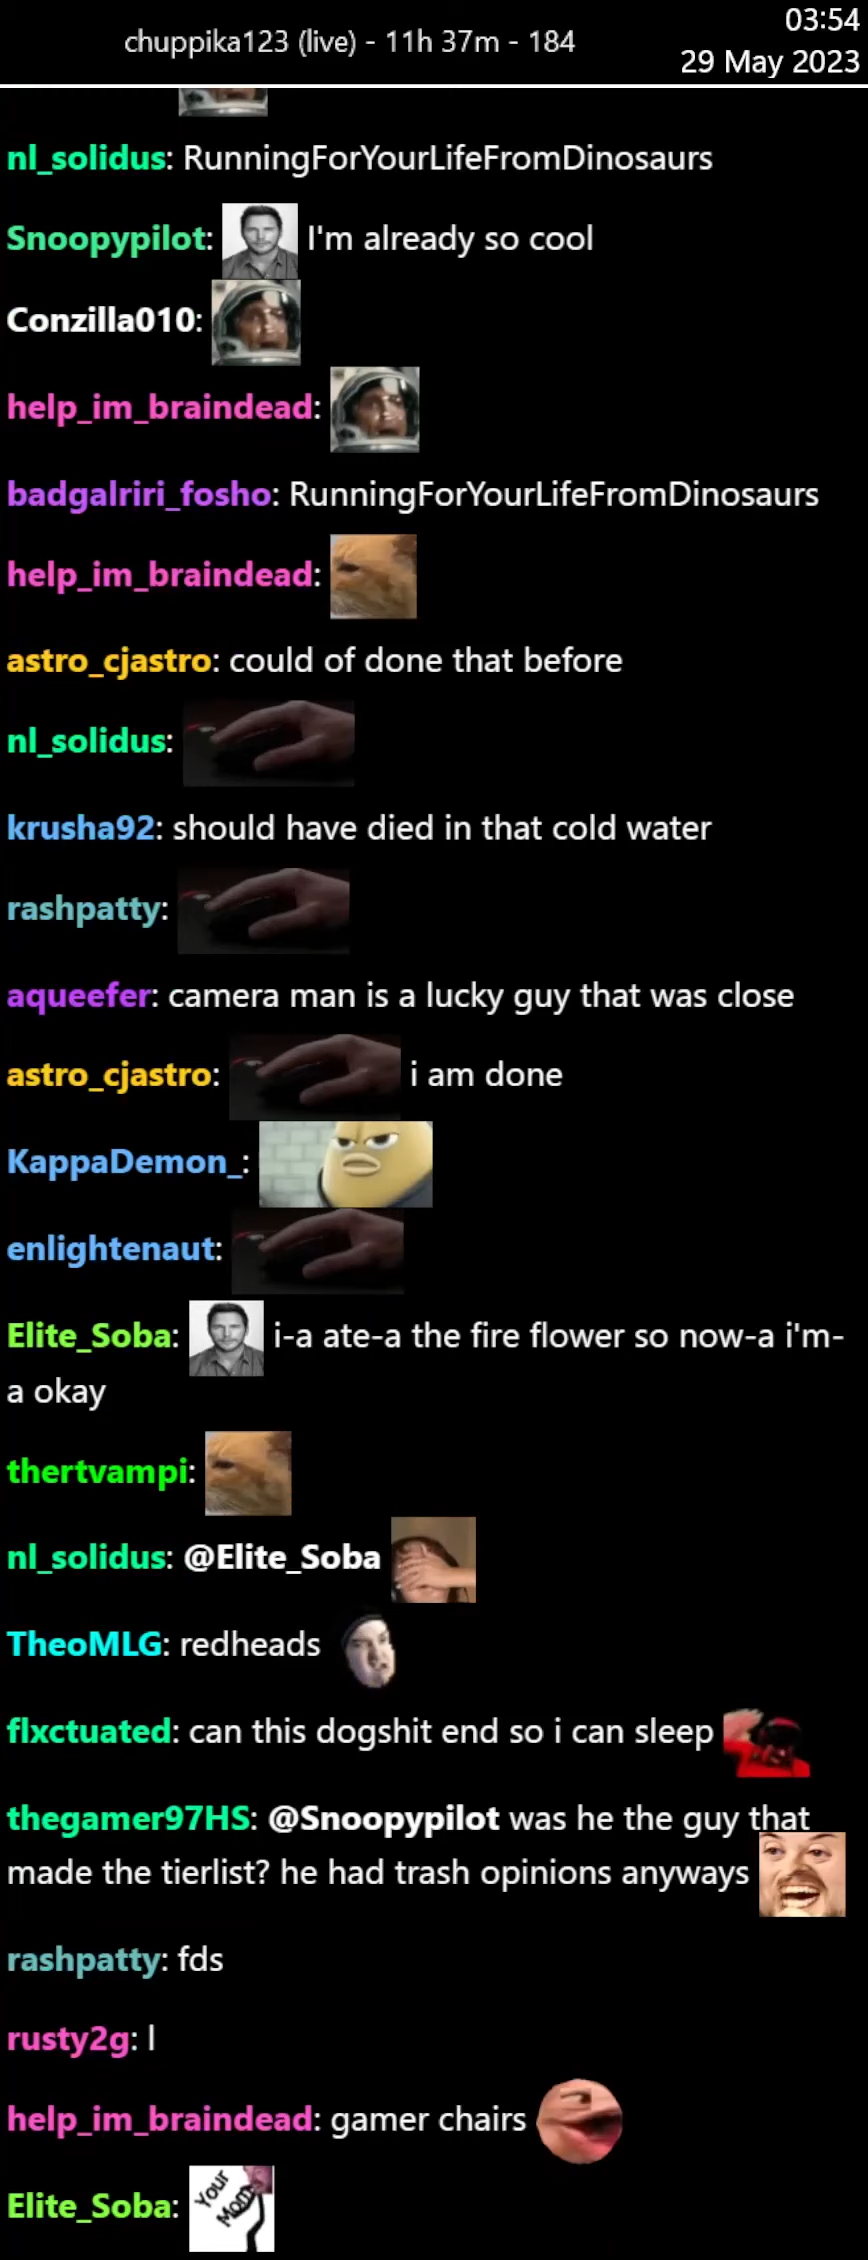 03:54
chuppika123 (live) - 11h 37m - 184
29 May 2023
nl_solidus: RunningForYourLifeFromDinosaurs
Snoopypilot: I'm already so cool
Conzilla010:
help_im_braindead:
badgalriri_fosho: RunningForYourLifeFromDinosaurs
help_im_braindead:
astro_cjastro: could of done that before
nl_solidus:
krusha92: should have died in that cold water
rashpatty:
aqueefer: camera man is a lucky guy that was close
astro_cjastro: i am done
KappaDemon_:
enlightenaut:
Elite_Soba: i-a ate-a the fire flower so now-a i'm-
a okay
thertvampi:
nl_solidus: @Elite_Soba
TheoMLG: redheads
flxctuated: can this dogshit end so i can sleep
thegamer97HS: @Snoopypilot was he the guy that
made the tierlist? he had trash opinions anyways
rashpatty: fds
rusty2g: l
help_im_braindead: gamer chairs
Elite_Soba: Your
Mom